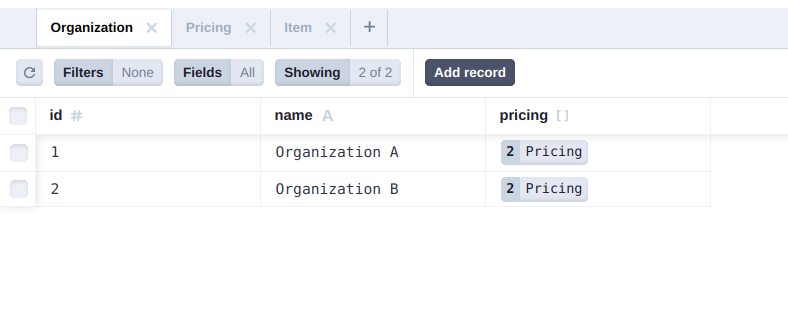 Organization Pricing Item +
Filters None Fields All Showing 2 of 2 Add record
id # name A pricing []
1 Organization A 2 Pricing
2 Organization B 2 Pricing